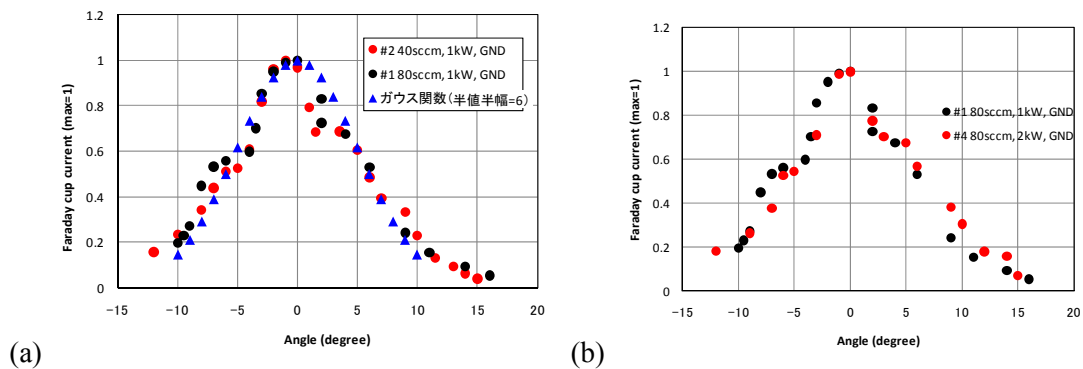 1.2
1
0.8
0.6
0.4
0.2
0
Faraday cup current (max=1)
-15 -10 -5 0 5 10 15 20
Angle (degree)
#2 40sccm, 1kW, GND
#1 80sccm, 1kW, GND
ガウス関数(半値半幅=6)
(a)
1.2
1
0.8
0.6
0.4
0.2
0
Faraday cup current (max=1)
-15 -10 -5 0 5 10 15 20
Angle (degree)
#1 80sccm, 1kW, GND
#4 80sccm, 2kW, GND
(b)